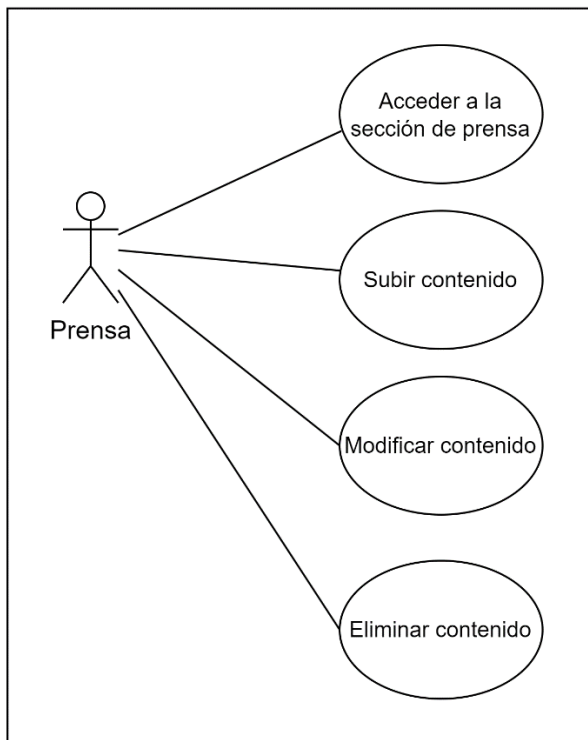 Acceder a la
sección de prensa
Subir contenido
Prensa
Modificar contenido
Eliminar contenido